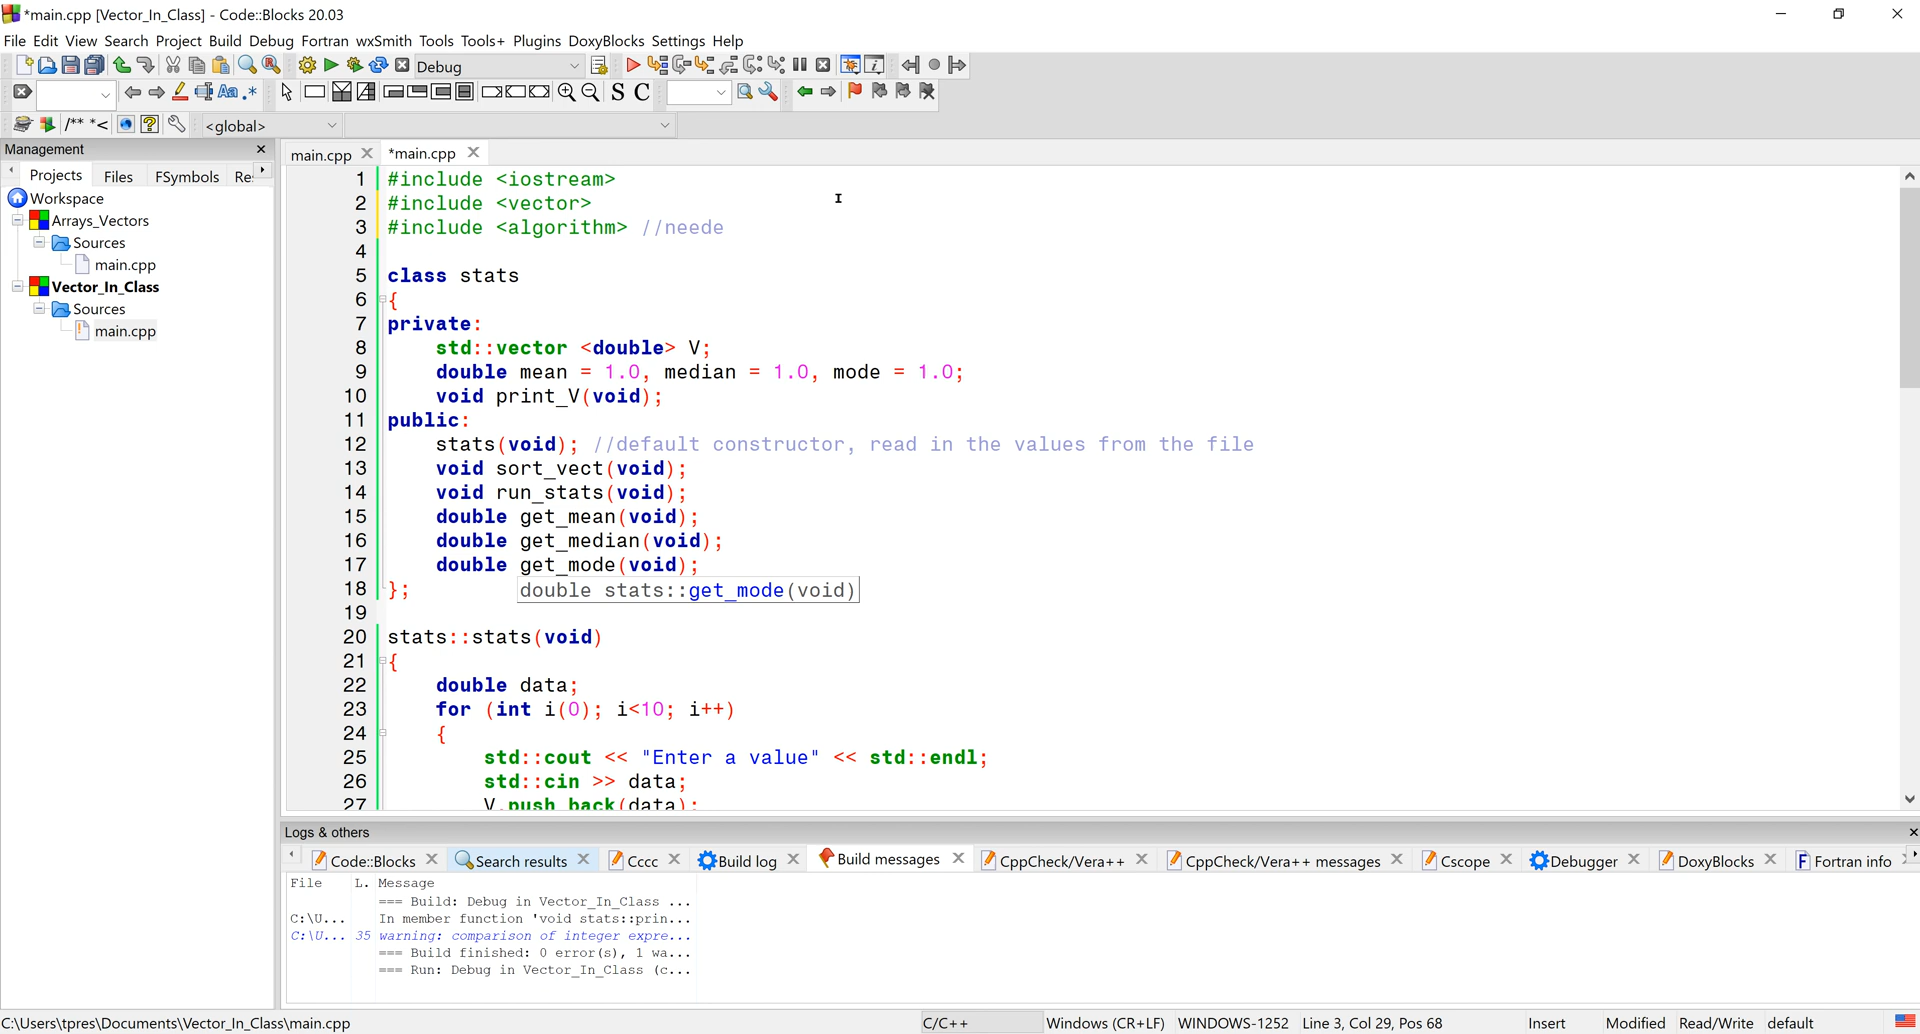 *main.cpp [Vector_In_Class] - Code::Blocks 20.03
File Edit View Search Project Build Debug Fortran wxSmith Tools Tools+ Plugins DoxyBlocks Settings Help
Debug
S C
/** *<
<global>
Management
Projects Files FSymbols Re
main.cpp *main.cpp
Workspace
Arrays_Vectors
Sources
main.cpp
Vector_In_Class
Sources
main.cpp
1 #include <iostream>
2 #include <vector>
3 #include <algorithm> //neede
4
5 class stats
6 {
7 private:
8 std::vector <double> V;
9 double mean = 1.0, median = 1.0, mode = 1.0;
10 void print_V(void);
11 public:
12 stats(void); //default constructor, read in the values from the file
13 void sort_vect(void);
14 void run_stats(void);
15 double get_mean(void);
16 double get_median(void);
17 double get_mode(void);
18 };
double stats::get_mode(void)
19
20 stats::stats(void)
21 {
22 double data;
23 for (int i(0); i<10; i++)
24 {
25 std::cout << "Enter a value" << std::endl;
26 std::cin >> data;
27 V.push_back(data);
Logs & others
Code::Blocks Search results Cccc Build log Build messages CppCheck/Vera++ CppCheck/Vera++ messages Cscope Debugger DoxyBlocks Fortran info
File L. Message
=== Build: Debug in Vector_In_Class ...
C:\U... In member function 'void stats::prin...
C:\U... 35 warning: comparison of integer expre...
=== Build finished: 0 error(s), 1 wa...
=== Run: Debug in Vector_In_Class (c...
C:\Users\tpres\Documents\Vector_In_Class\main.cpp C/C++ Windows (CR+LF) WINDOWS-1252 Line 3, Col 29, Pos 68 Insert Modified Read/Write default